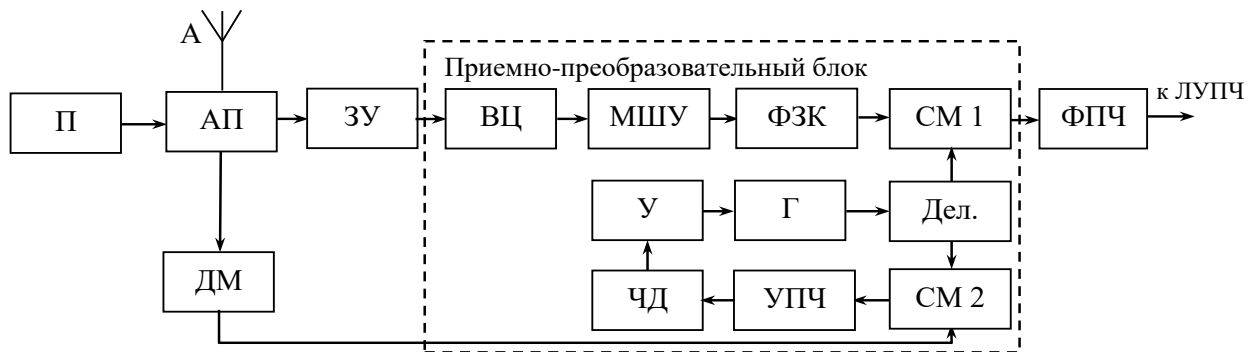 А
Приемно-преобразовательный блок
к ЛУПЧ
П
АП
ЗУ
ВЦ
МШУ
ФЗК
СМ 1
ФПЧ
У
Г
Дел.
ДМ
ЧД
УПЧ
СМ 2